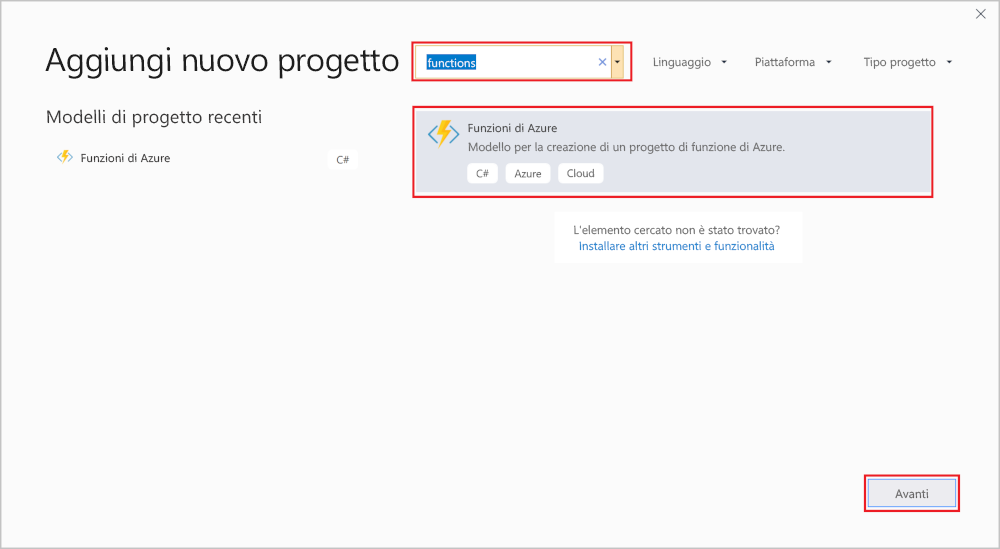 Aggiungi nuovo progetto
functions
Linguaggio
Piattaforma
Tipo progetto
Modelli di progetto recenti
Funzioni di Azure
C#
Funzioni di Azure
Modello per la creazione di un progetto di funzione di Azure.
C# Azure Cloud
L'elemento cercato non è stato trovato?
Installare altri strumenti e funzionalità
Avanti